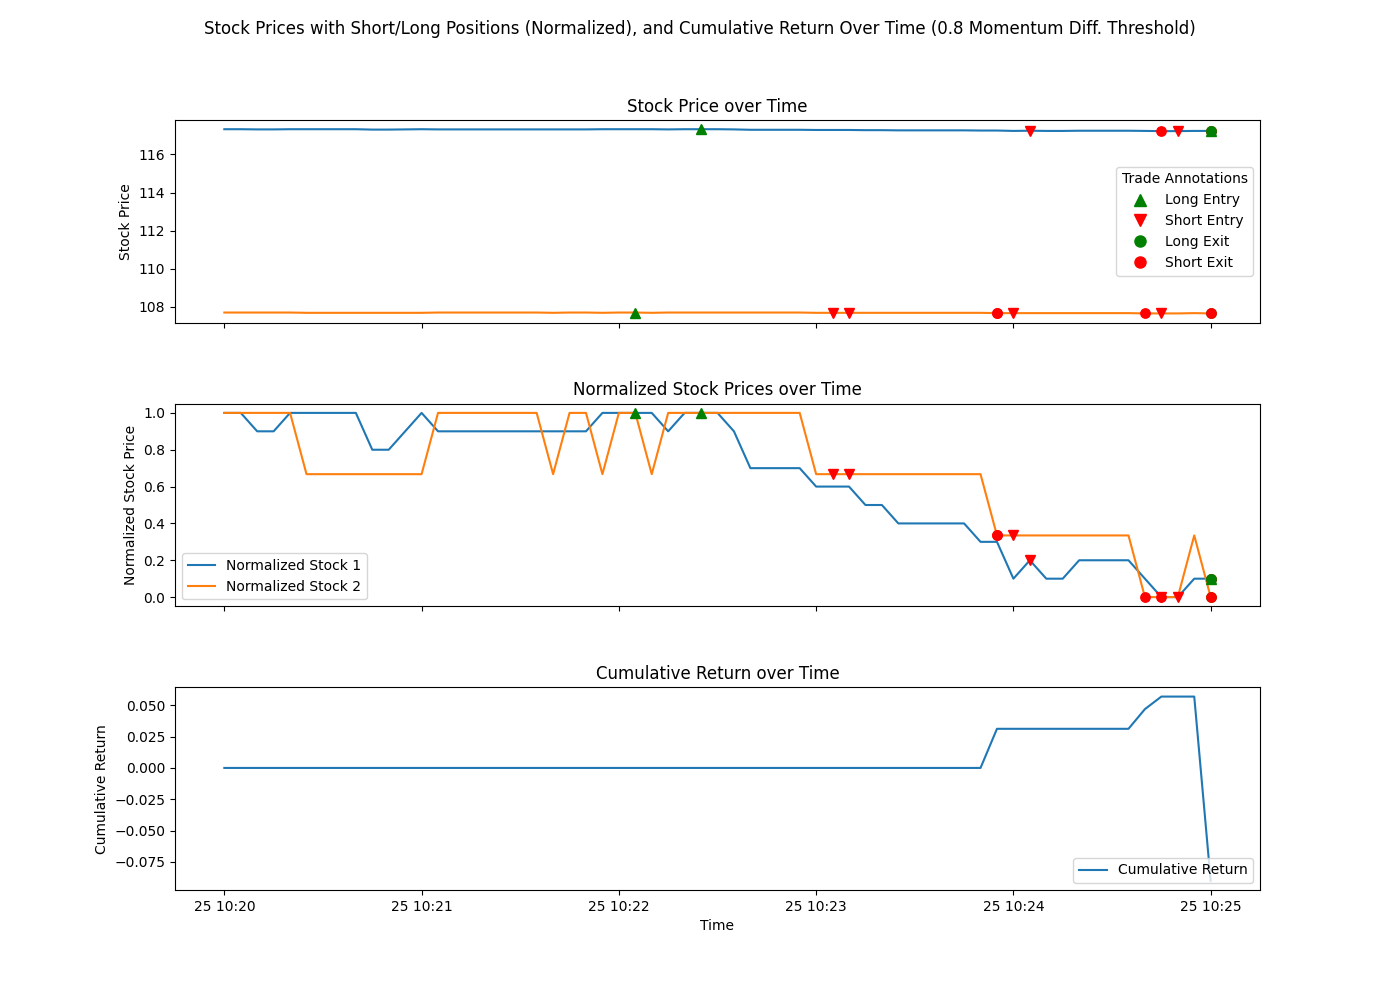 Stock Prices with Short/Long Positions (Normalized), and Cumulative Return Over Time (0.8 Momentum Diff. Threshold)
Stock Price over Time
Stock Price
116
114
112
110
108
Trade Annotations
Long Entry
Short Entry
Long Exit
Short Exit
Normalized Stock Prices over Time
Normalized Stock Price
1.0
0.8
0.6
0.4
0.2
0.0
Normalized Stock 1
Normalized Stock 2
Cumulative Return over Time
Cumulative Return
0.050
0.025
0.000
−0.025
−0.050
−0.075
Cumulative Return
25 10:20
25 10:21
25 10:22
25 10:23
25 10:24
25 10:25
Time